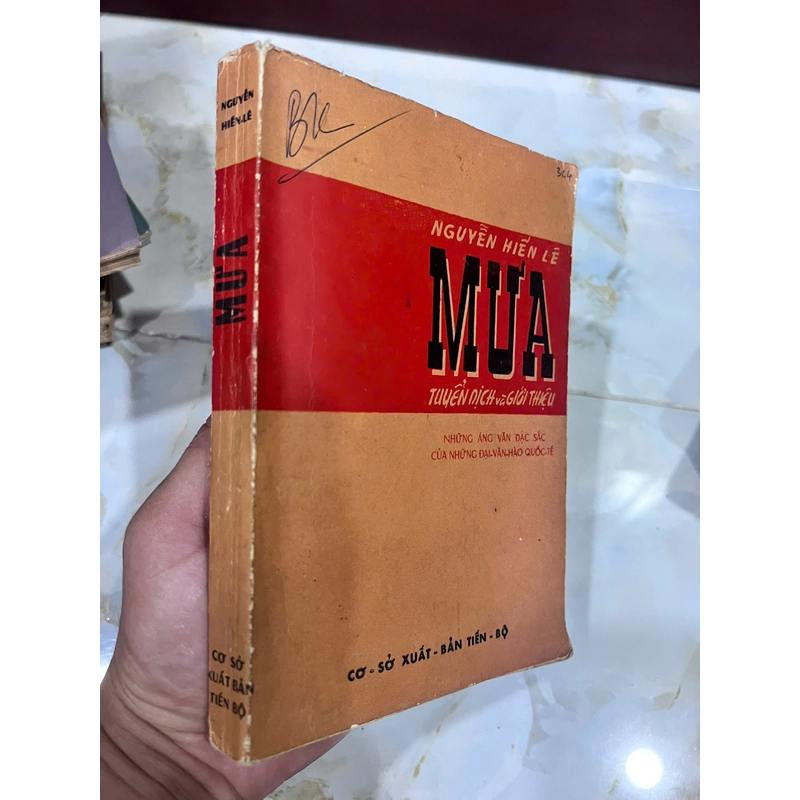 NGUYỄN
HIẾN-LÊ
MƯA
CƠ SỞ
XUẤT BẢN
TIẾN BỘ
304
NGUYỄN HIẾN LÊ
MƯA
TUYỂN DỊCH và GIỚI THIỆU
NHỮNG ÁNG VĂN ĐẶC SẮC
CỦA NHỮNG ĐẠI-VĂN-HÀO QUỐC-TẾ
CƠ-SỞ XUẤT-BẢN TIẾN-BỘ